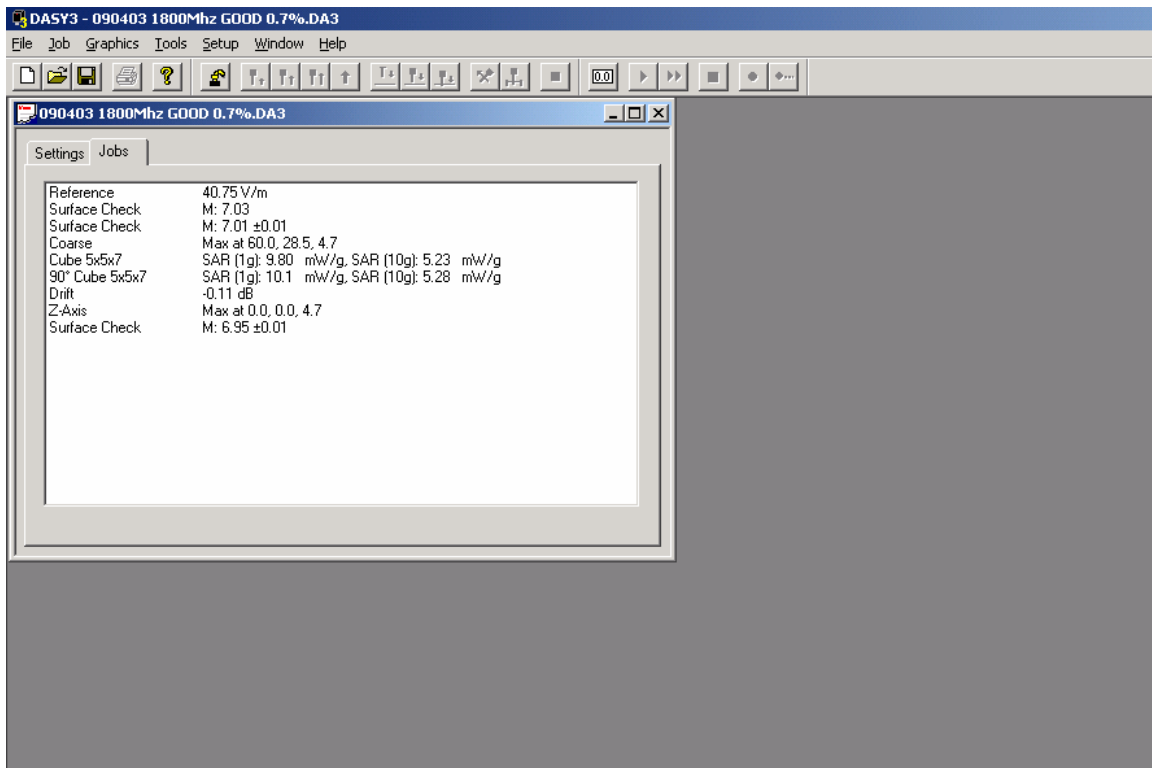 DASY3 - 090403 1800Mhz GOOD 0.7%.DA3
File Job Graphics Tools Setup Window Help
0.0
090403 1800Mhz GOOD 0.7%.DA3
Settings Jobs
Reference 40.75 V/m
Surface Check M: 7.03
Surface Check M: 7.01 ±0.01
Coarse Max at 60.0, 28.5, 4.7
Cube 5x5x7 SAR (1g): 9.80 mW/g, SAR (10g): 5.23 mW/g
90° Cube 5x5x7 SAR (1g): 10.1 mW/g, SAR (10g): 5.28 mW/g
Drift -0.11 dB
Z-Axis Max at 0.0, 0.0, 4.7
Surface Check M: 6.95 ±0.01